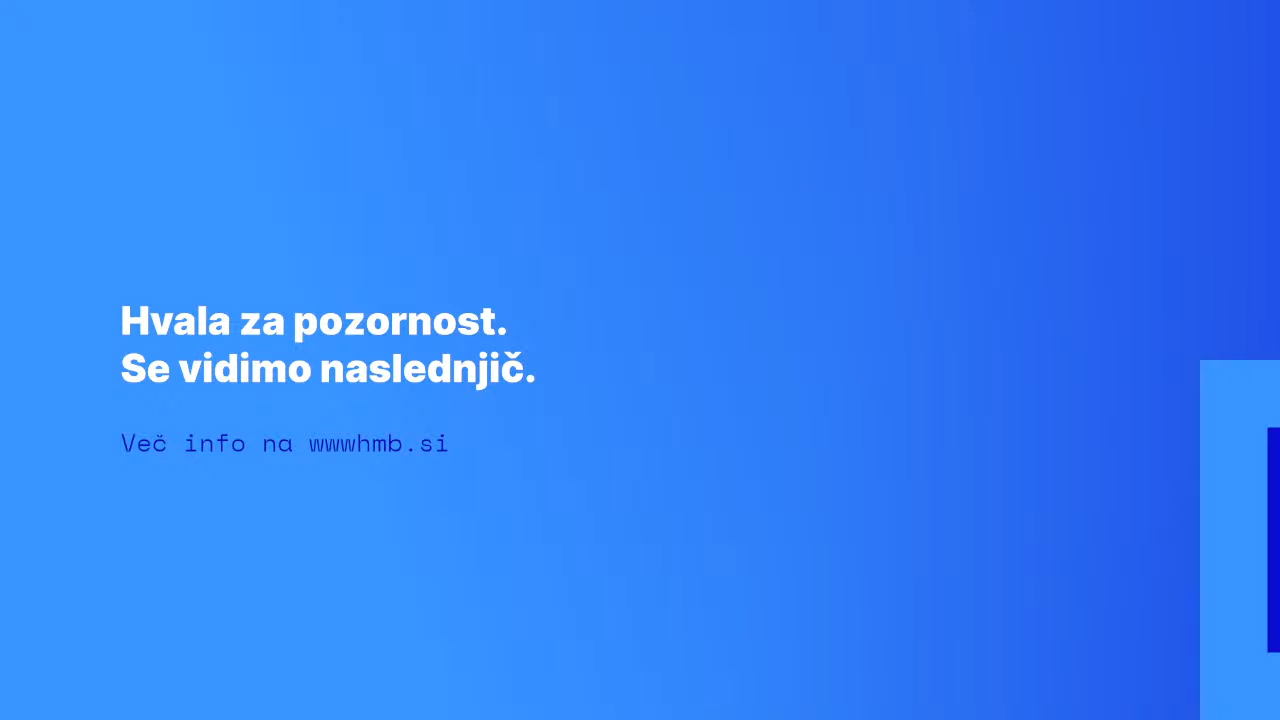 Hvala za pozornost.
Se vidimo naslednjič.
Več info na wwwhmb.si